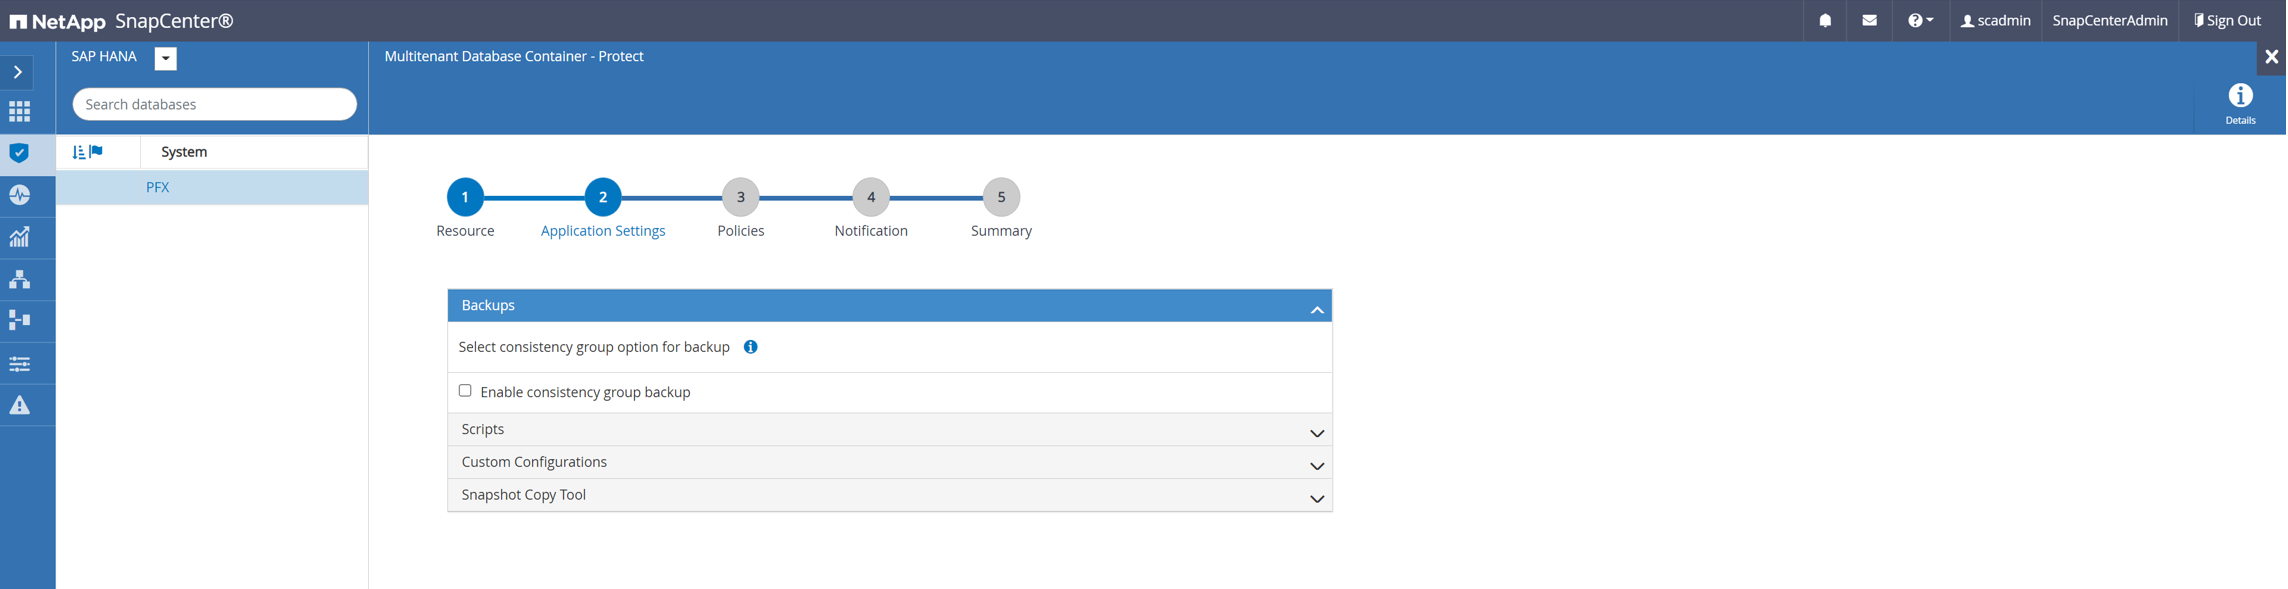 NetApp SnapCenter®
scadmin
SnapCenterAdmin
Sign Out
SAP HANA
Multitenant Database Container - Protect
Search databases
Details
System
PFX
1
2
3
4
5
Resource
Application Settings
Policies
Notification
Summary
Backups
Select consistency group option for backup
Enable consistency group backup
Scripts
Custom Configurations
Snapshot Copy Tool